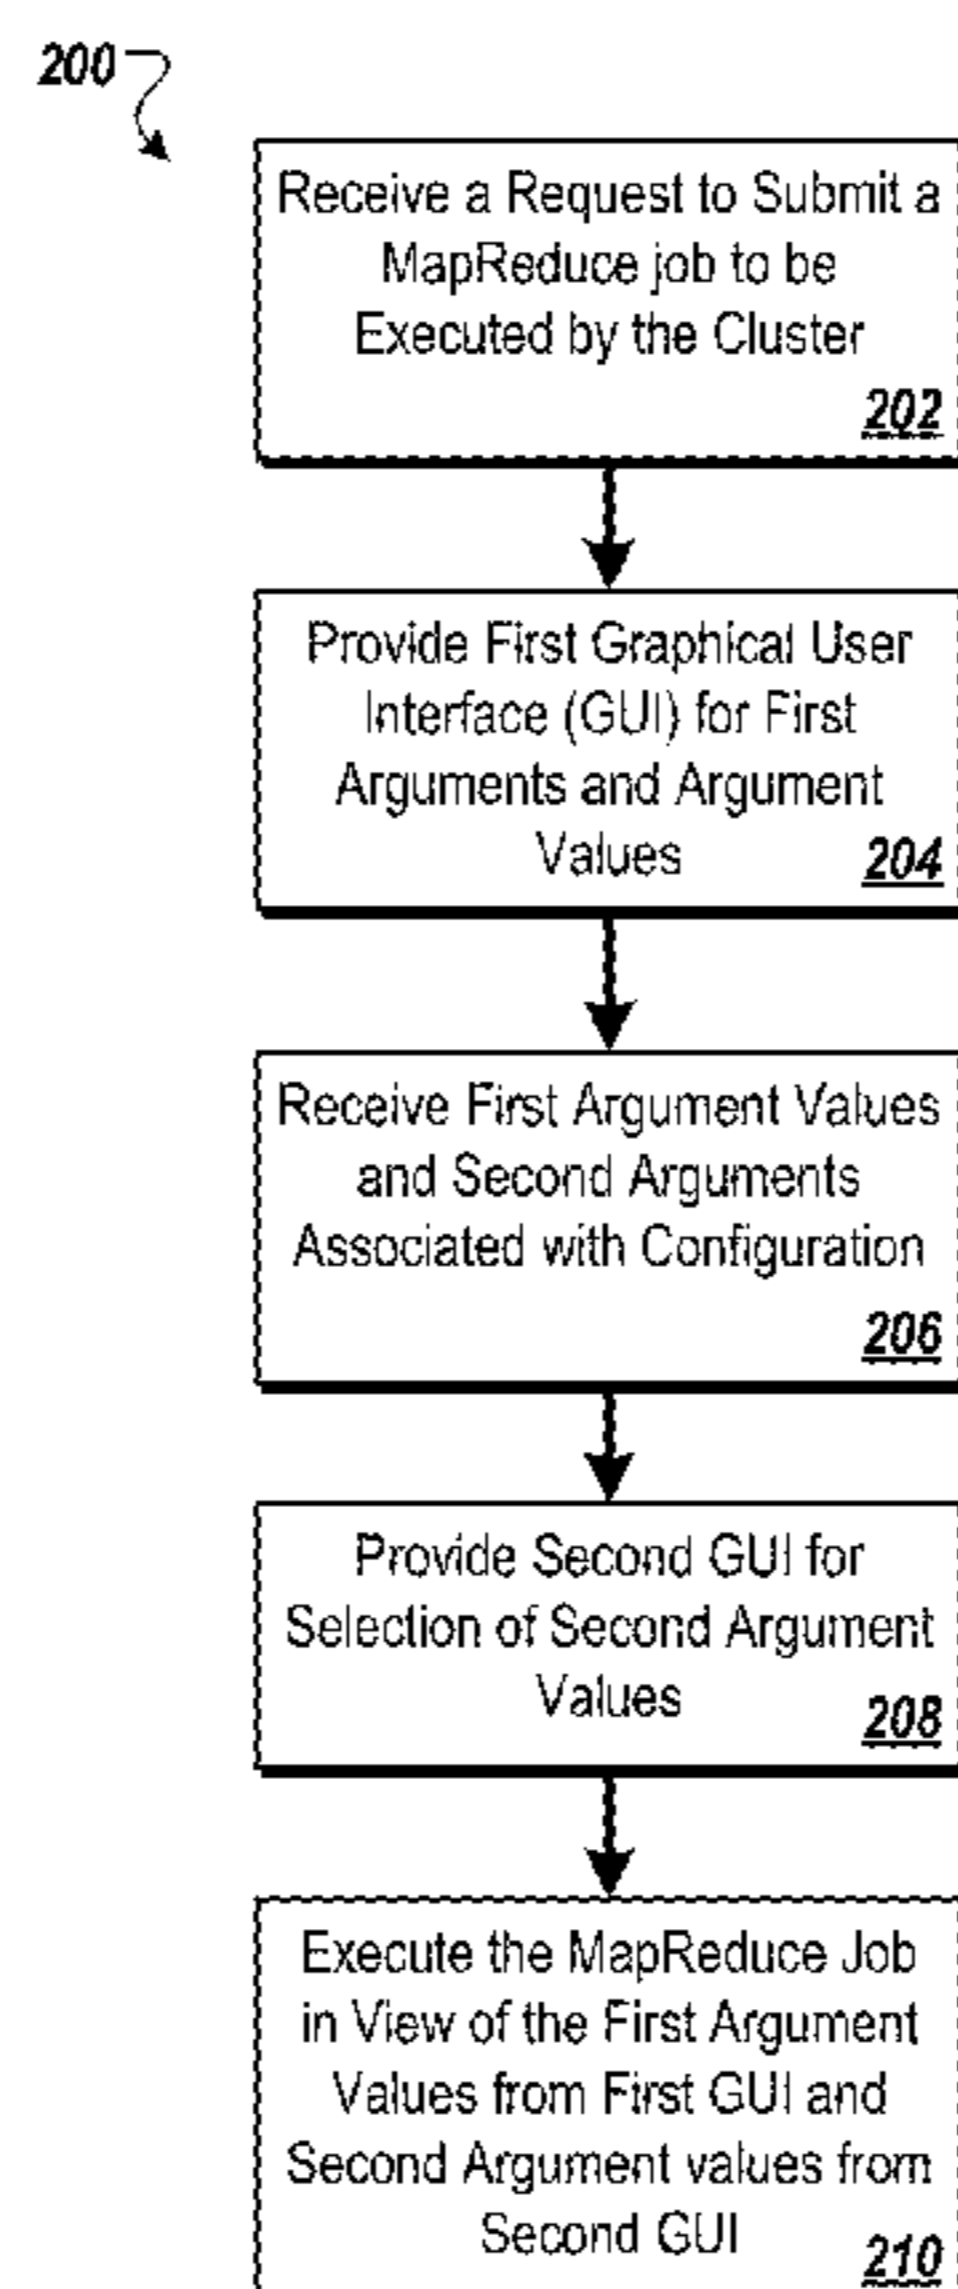 200
Receive a Request to Submit a
MapReduce job to be
Executed by the Cluster
202
Provide First Graphical User
Interface (GUI) for First
Arguments and Argument
Values
204
Receive First Argument Values
and Second Arguments
Associated with Configuration
206
Provide Second GUI for
Selection of Second Argument
Values
208
Execute the MapReduce Job
in View of the First Argument
Values from First GUI and
Second Argument values from
Second GUI
210